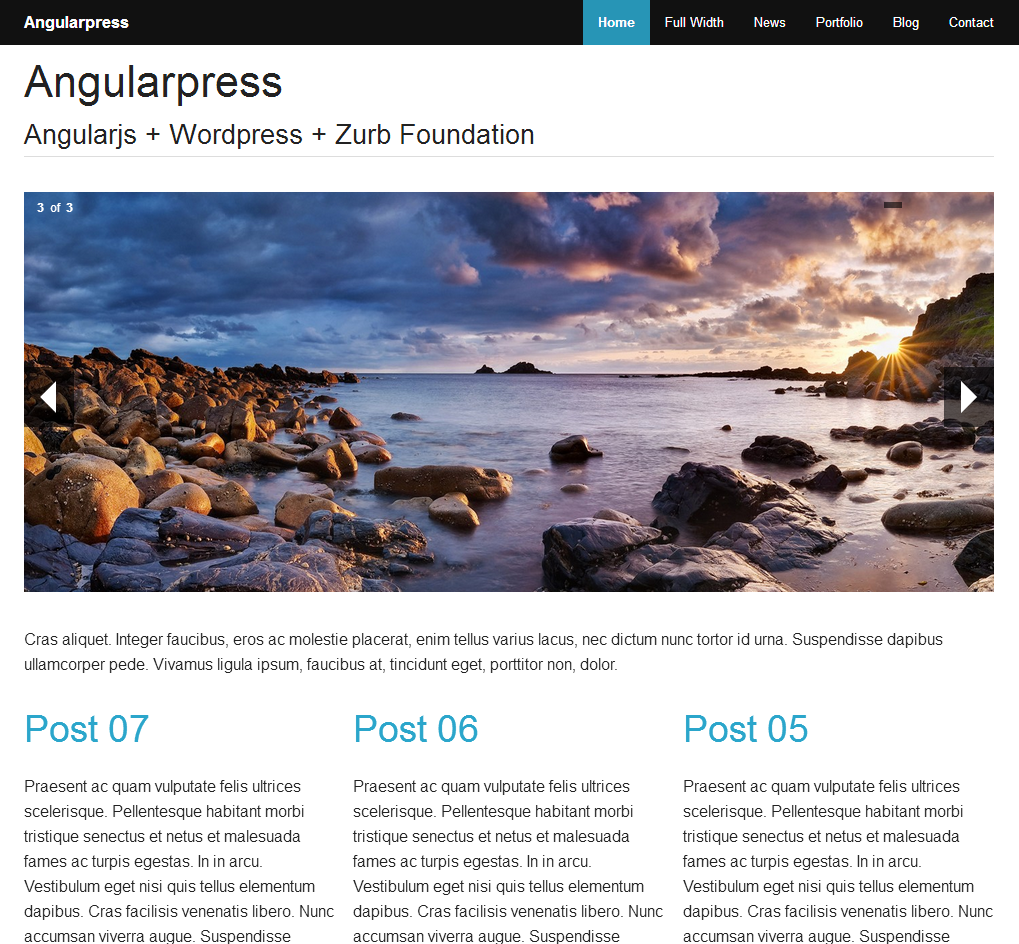 Angularpress
Home Full Width News Portfolio Blog Contact
Angularpress
Angularjs + Wordpress + Zurb Foundation
3 of 3
Cras aliquet. Integer faucibus, eros ac molestie placerat, enim tellus varius lacus, nec dictum nunc tortor id urna. Suspendisse dapibus
ullamcorper pede. Vivamus ligula ipsum, faucibus at, tincidunt eget, porttitor non, dolor.
Post 07
Praesent ac quam vulputate felis ultrices
scelerisque. Pellentesque habitant morbi
tristique senectus et netus et malesuada
fames ac turpis egestas. In in arcu.
Vestibulum eget nisi quis tellus elementum
dapibus. Cras facilisis venenatis libero. Nunc
accumsan viverra augue. Suspendisse
Post 06
Praesent ac quam vulputate felis ultrices
scelerisque. Pellentesque habitant morbi
tristique senectus et netus et malesuada
fames ac turpis egestas. In in arcu.
Vestibulum eget nisi quis tellus elementum
dapibus. Cras facilisis venenatis libero. Nunc
accumsan viverra augue. Suspendisse
Post 05
Praesent ac quam vulputate felis ultrices
scelerisque. Pellentesque habitant morbi
tristique senectus et netus et malesuada
fames ac turpis egestas. In in arcu.
Vestibulum eget nisi quis tellus elementum
dapibus. Cras facilisis venenatis libero. Nunc
accumsan viverra augue. Suspendisse